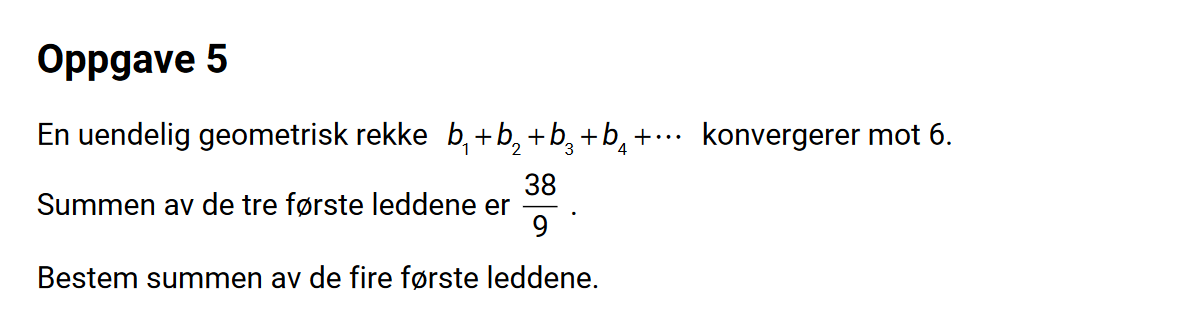 Oppgave 5
En uendelig geometrisk rekke b₁ + b₂ + b₃ + b₄ + ⋯ konvergerer mot 6.
Summen av de tre første leddene er 38/9 .
Bestem summen av de fire første leddene.